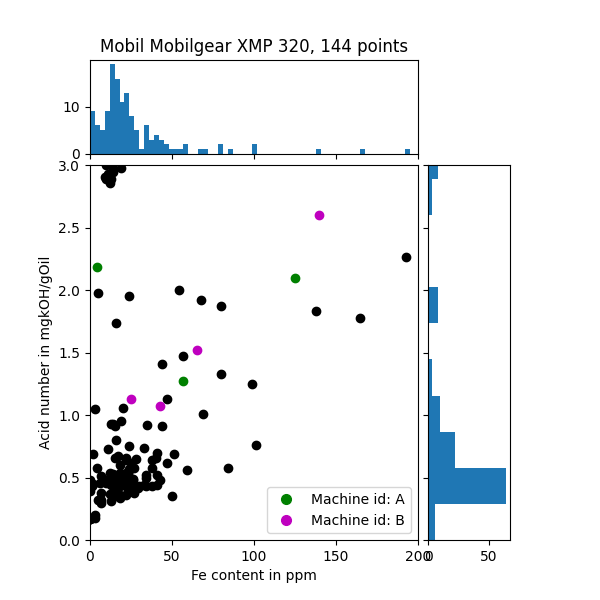 Mobil Mobilgear XMP 320, 144 points
10
0
3.0
2.5
2.0
1.5
1.0
0.5
0.0
Acid number in mgkOH/gOil
Machine id: A
Machine id: B
0 50 100 150 200
0 50
Fe content in ppm